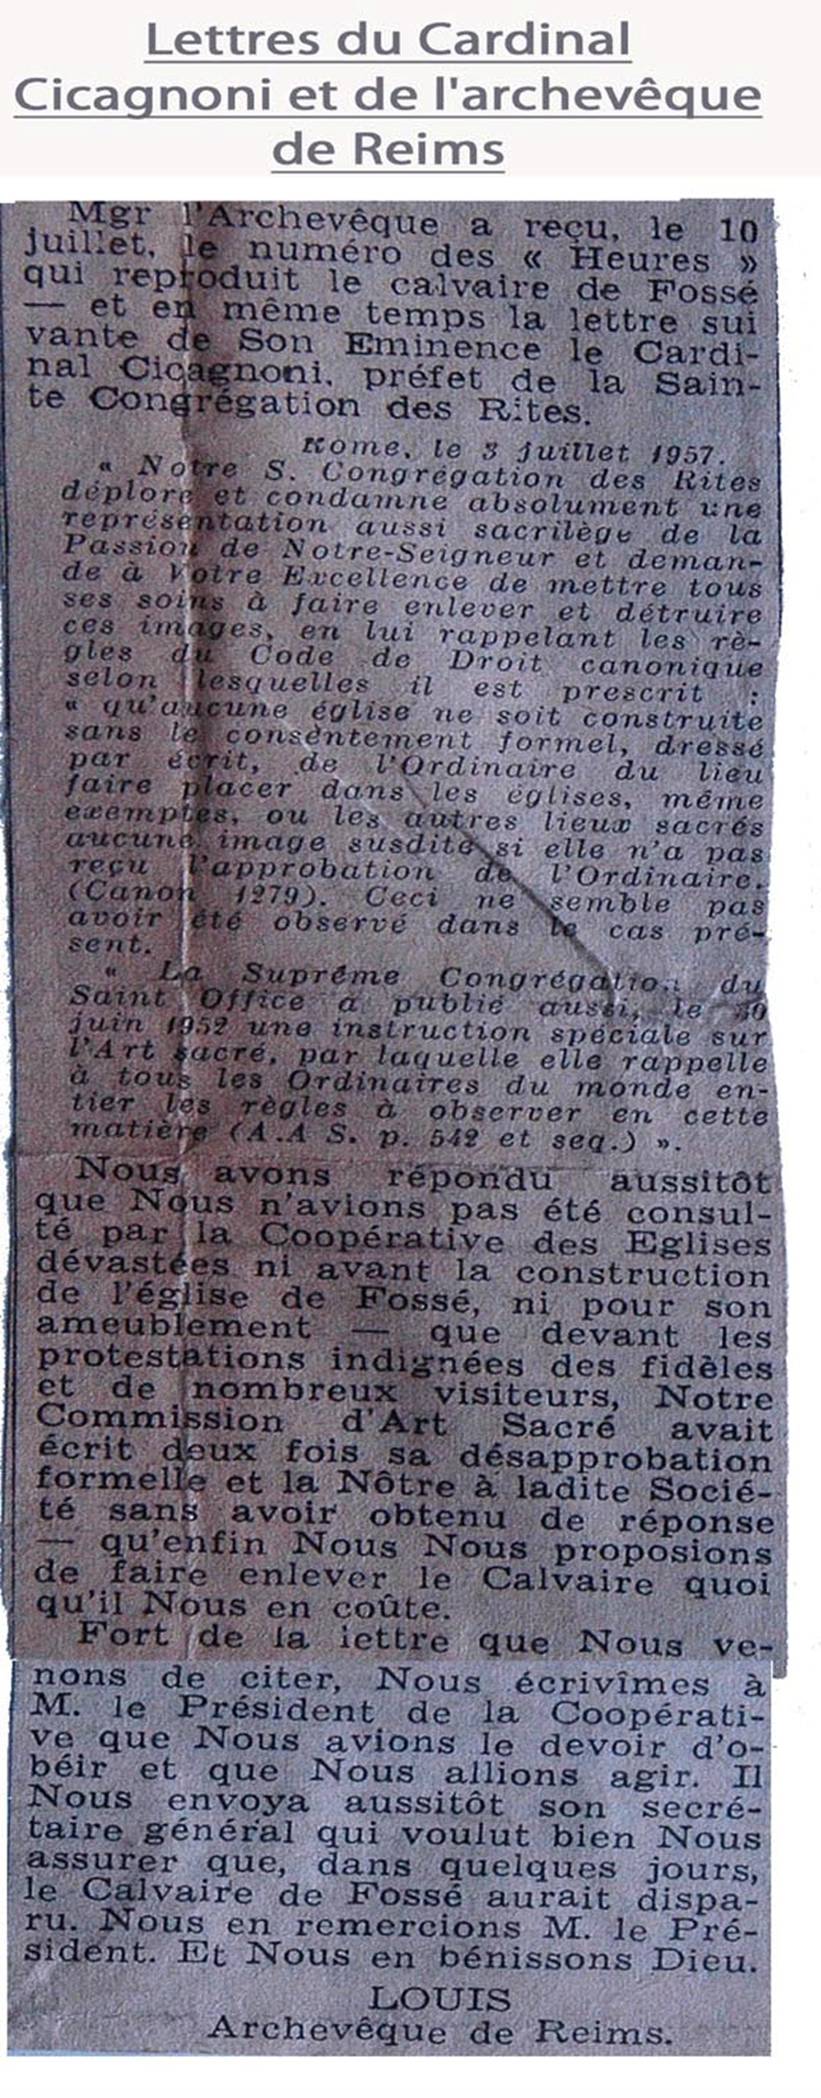 Lettres du Cardinal
Cicagnoni et de l'archevêque
de Reims
Mgr l'Archevêque a reçu, le 10
juillet, le numéro des « Heures »
qui reproduit le calvaire de Fossé
— et en même temps la lettre sui
vante de Son Eminence le Cardi-
nal Cicagnoni, préfet de la Sain-
te Congrégation des Rites.
Rome, le 3 juillet 1957.
« Notre S. Congrégation des Rites
déplore et condamne absolument une
représentation aussi sacrilège de la
Passion de Notre-Seigneur et deman-
de à Votre Excellence de mettre tous
ses soins à faire enlever et détruire
ces images, en lui rappelant les rè-
gles du Code de Droit canonique
selon lesquelles il est prescrit :
« qu'aucune église ne soit construite
sans le consentement formel, dressé
par écrit, de l'Ordinaire du lieu
faire placer dans les églises, même
exemptes, ou les autres lieux sacrés
aucune image susdite si elle n'a pas
reçu l'approbation de l'Ordinaire.
(Canon 1279). Ceci ne semble pas
avoir été observé dans le cas pré-
sent.
« La Suprême Congrégation du
Saint Office a publié aussi, le 30
juin 1952 une instruction spéciale sur
l'Art sacré, par laquelle elle rappelle
à tous les Ordinaires du monde en-
tier les règles à observer en cette
matière (A.A S. p. 542 et seq.) ».
Nous avons répondu aussitôt
que Nous n'avions pas été consul-
té par la Coopérative des Eglises
dévastées ni avant la construction
de l'église de Fossé, ni pour son
ameublement — que devant les
protestations indignées des fidèles
et de nombreux visiteurs, Notre
Commission d'Art Sacré avait
écrit deux fois sa désapprobation
formelle et la Nôtre à ladite Socié-
té sans avoir obtenu de réponse
— qu'enfin Nous Nous proposions
de faire enlever le Calvaire quoi
qu'il Nous en coûte.
Fort de la lettre que Nous ve-
nons de citer, Nous écrivîmes à
M. le Président de la Coopérati-
ve que Nous avions le devoir d'o-
béir et que Nous allions agir. Il
Nous envoya aussitôt son secré-
taire général qui voulut bien Nous
assurer que, dans quelques jours,
le Calvaire de Fossé aurait dispa-
ru. Nous en remercions M. le Pré-
sident. Et Nous en bénissons Dieu.
LOUIS
Archevêque de Reims.